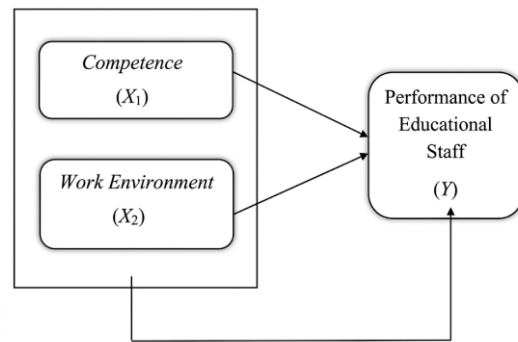 Competence
(X₁)
Work Environment
(X₂)
Performance of
Educational
Staff
(Y)